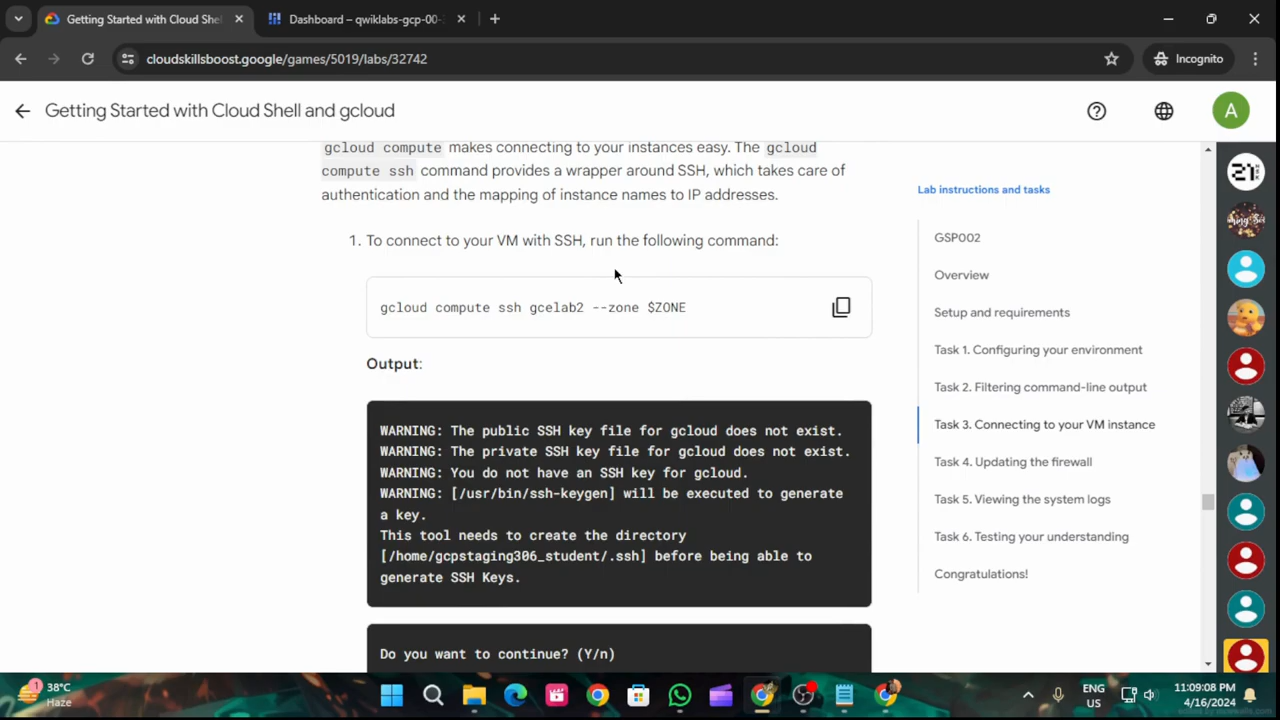 Getting Started with Cloud She
Dashboard – qwiklabs-gcp-00-
cloudskillsboost.google/games/5019/labs/32742
Incognito
Getting Started with Cloud Shell and gcloud
A
gcloud compute makes connecting to your instances easy. The gcloud
compute ssh command provides a wrapper around SSH, which takes care of
authentication and the mapping of instance names to IP addresses.
1. To connect to your VM with SSH, run the following command:
gcloud compute ssh gcelab2 --zone $ZONE
Output:
WARNING: The public SSH key file for gcloud does not exist.
WARNING: The private SSH key file for gcloud does not exist.
WARNING: You do not have an SSH key for gcloud.
WARNING: [/usr/bin/ssh-keygen] will be executed to generate
a key.
This tool needs to create the directory
[/home/gcpstaging306_student/.ssh] before being able to
generate SSH Keys.
Do you want to continue? (Y/n)
Lab instructions and tasks
GSP002
Overview
Setup and requirements
Task 1. Configuring your environment
Task 2. Filtering command-line output
Task 3. Connecting to your VM instance
Task 4. Updating the firewall
Task 5. Viewing the system logs
Task 6. Testing your understanding
Congratulations!
21
1
38°C
Haze
ENG
US
11:09:08 PM
4/16/2024